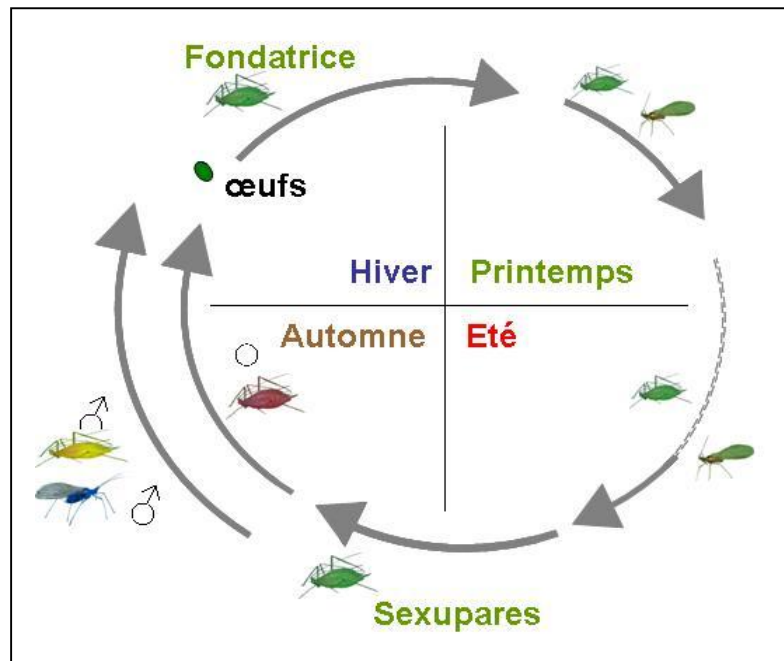 Fondatrice
œufs
Hiver
Printemps
Automne
Eté
♂
♂
Sexupares